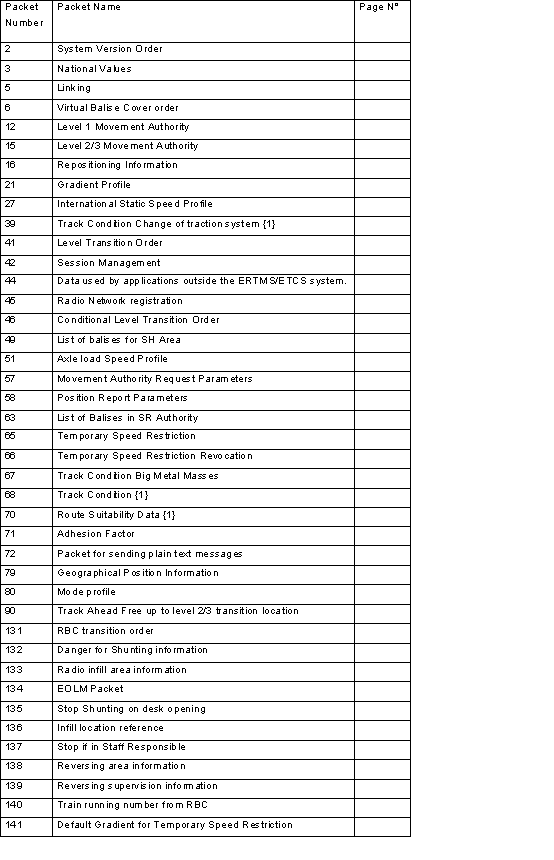 Packet Number Packet Name Page N°
2 System Version Order
3 National Values
5 Linking
6 Virtual Balise Cover order
12 Level 1 Movement Authority
15 Level 2/3 Movement Authority
16 Repositioning Information
21 Gradient Profile
27 International Static Speed Profile
39 Track Condition Change of traction system {1}
41 Level Transition Order
42 Session Management
44 Data used by applications outside the ERTMS/ETCS system.
45 Radio Network registration
46 Conditional Level Transition Order
49 List of balises for SH Area
51 Axle load Speed Profile
57 Movement Authority Request Parameters
58 Position Report Parameters
63 List of Balises in SR Authority
65 Temporary Speed Restriction
66 Temporary Speed Restriction Revocation
67 Track Condition Big Metal Masses
68 Track Condition {1}
70 Route Suitability Data {1}
71 Adhesion Factor
72 Packet for sending plain text messages
79 Geographical Position Information
80 Mode profile
90 Track Ahead Free up to level 2/3 transition location
131 RBC transition order
132 Danger for Shunting information
133 Radio infill area information
134 EOLM Packet
135 Stop Shunting on desk opening
136 Infill location reference
137 Stop if in Staff Responsible
138 Reversing area information
139 Reversing supervision information
140 Train running number from RBC
141 Default Gradient for Temporary Speed Restriction